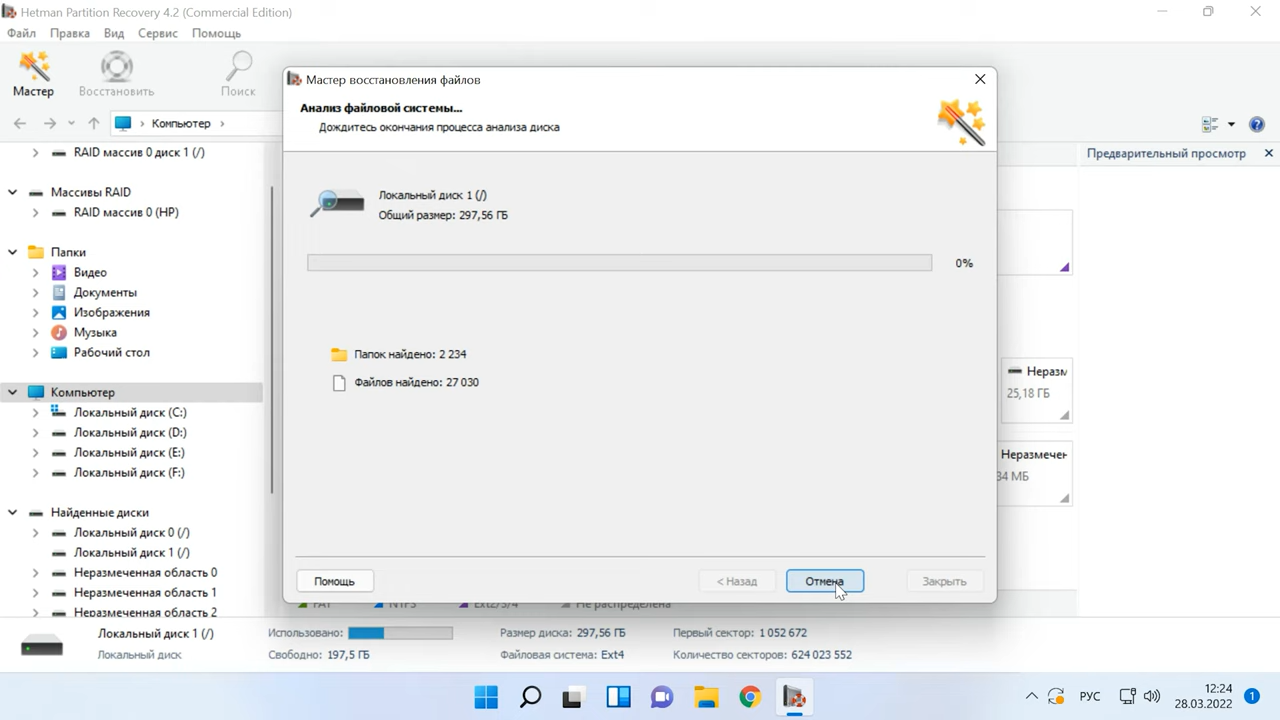 Hetman Partition Recovery 4.2 (Commercial Edition)
Файл Правка Вид Сервис Помощь
Мастер Восстановить Поиск
Компьютер
Предварительный просмотр
RAID массив 0 диск 1 (/)
Массивы RAID
RAID массив 0 (HP)
Папки
Видео
Документы
Изображения
Музыка
Рабочий стол
Компьютер
Локальный диск (C:)
Локальный диск (D:)
Локальный диск (E:)
Локальный диск (F:)
Найденные диски
Локальный диск 0 (/)
Локальный диск 1 (/)
Неразмеченная область 0
Неразмеченная область 1
Неразмеченная область 2
Мастер восстановления файлов
Анализ файловой системы...
Дождитесь окончания процесса анализа диска
Локальный диск 1 (/)
Общий размер: 297,56 ГБ
0%
Папок найдено: 2 234
Файлов найдено: 27 030
Помощь < Назад Отмена Закрыть
Неразм
25,18 ГБ
Неразмечен
34 МБ
FAT NTFS Ext2/3/4 Не распределена
Локальный диск 1 (/) Использовано: Размер диска: 297,56 ГБ Первый сектор: 1 052 672
Локальный диск Свободно: 197,5 ГБ Файловая система: Ext4 Количество секторов: 624 023 552
РУС
12:24
28.03.2022
1